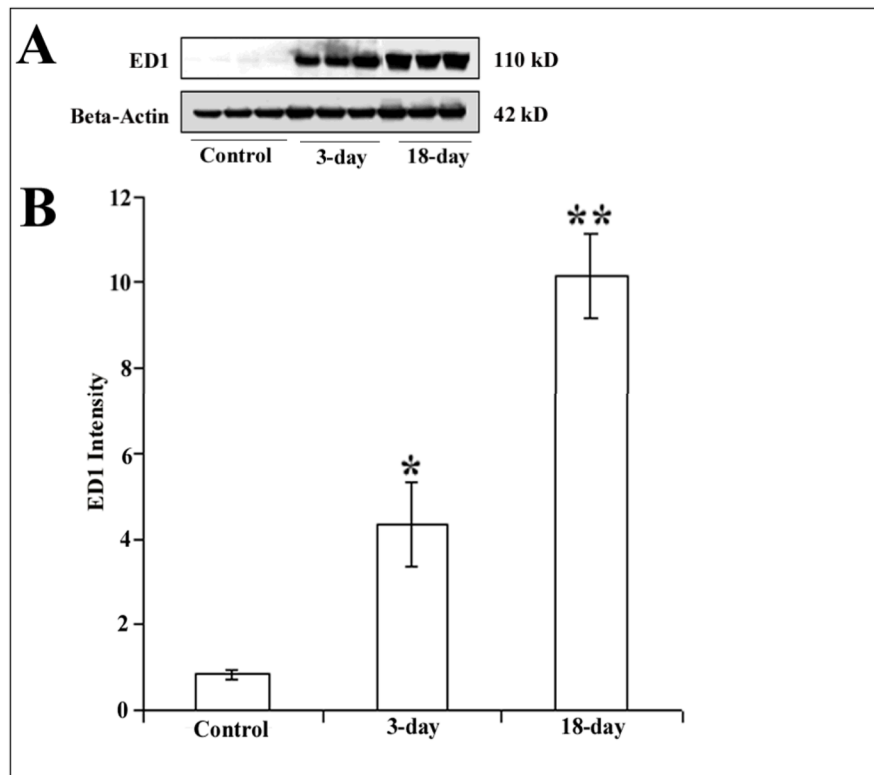 A
ED1 110 kD
Beta-Actin 42 kD
Control 3-day 18-day
B
12
10
8
6
4
2
0
ED1 Intensity
*
**
Control 3-day 18-day